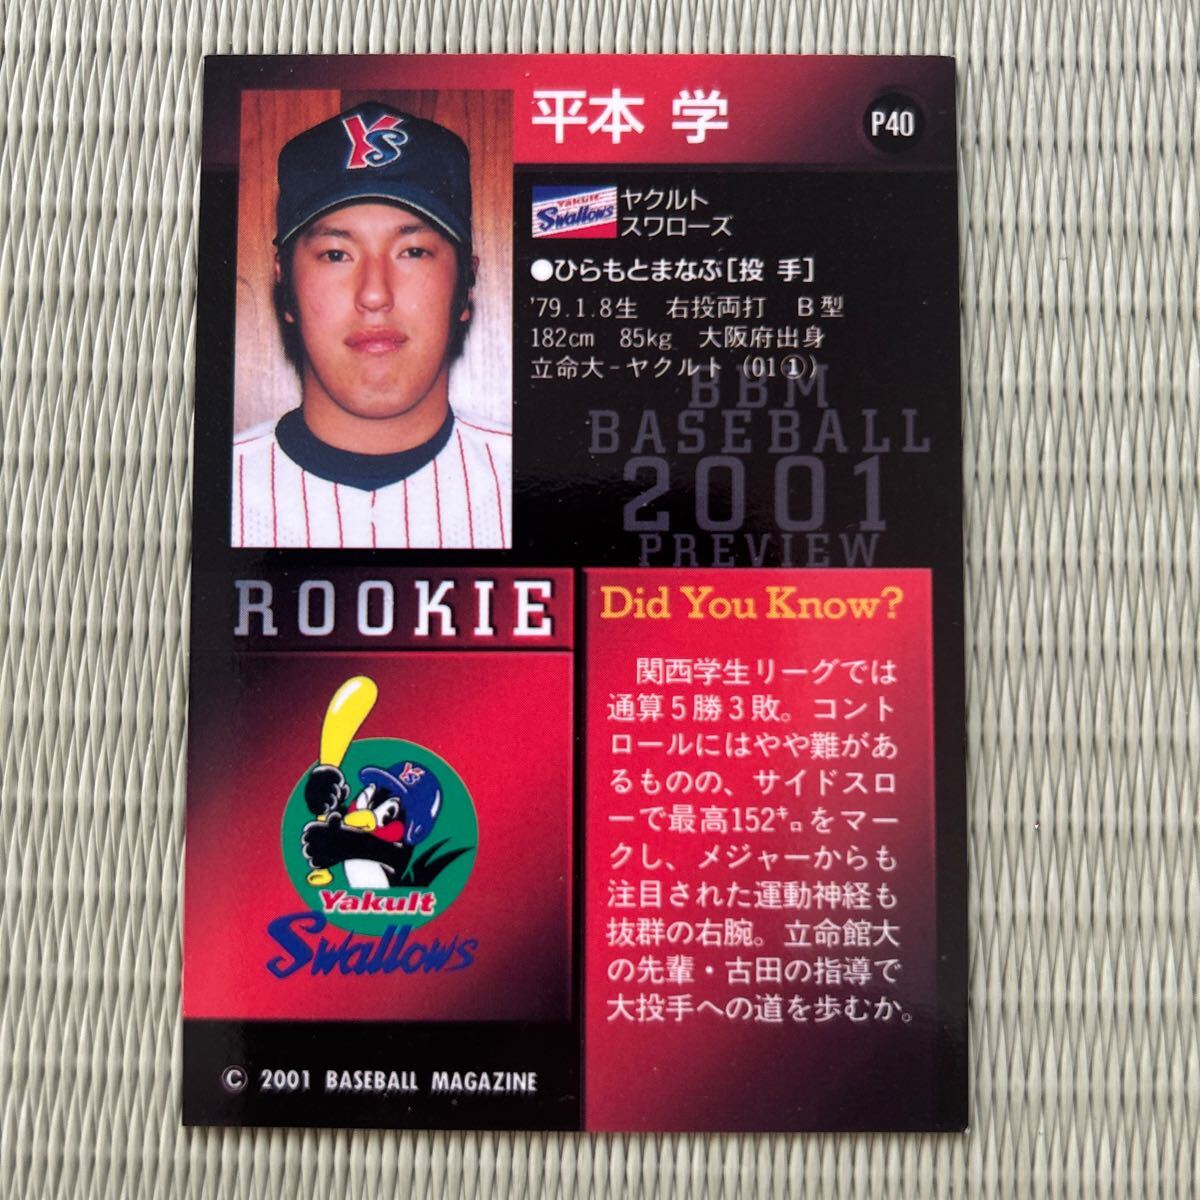 平本 学
P40
Yakult
Swallows
ヤクルト
スワローズ
●ひらもとまなぶ[投 手]
'79.1.8生 右投両打 B型
182cm 85kg 大阪府出身
立命大-ヤクルト(01①)
BBM
BASEBALL
2001
PREVIEW
YS
ROOKIE
YS
Yakult
Swallows
Did You Know?
関西学生リーグでは
通算5勝3敗。コント
ロールにはやや難があ
るものの、サイドスロ
ーで最高152㌔をマー
クし、メジャーからも
注目された運動神経も
抜群の右腕。立命館大
の先輩・古田の指導で
大投手への道を歩むか。
© 2001 BASEBALL MAGAZINE